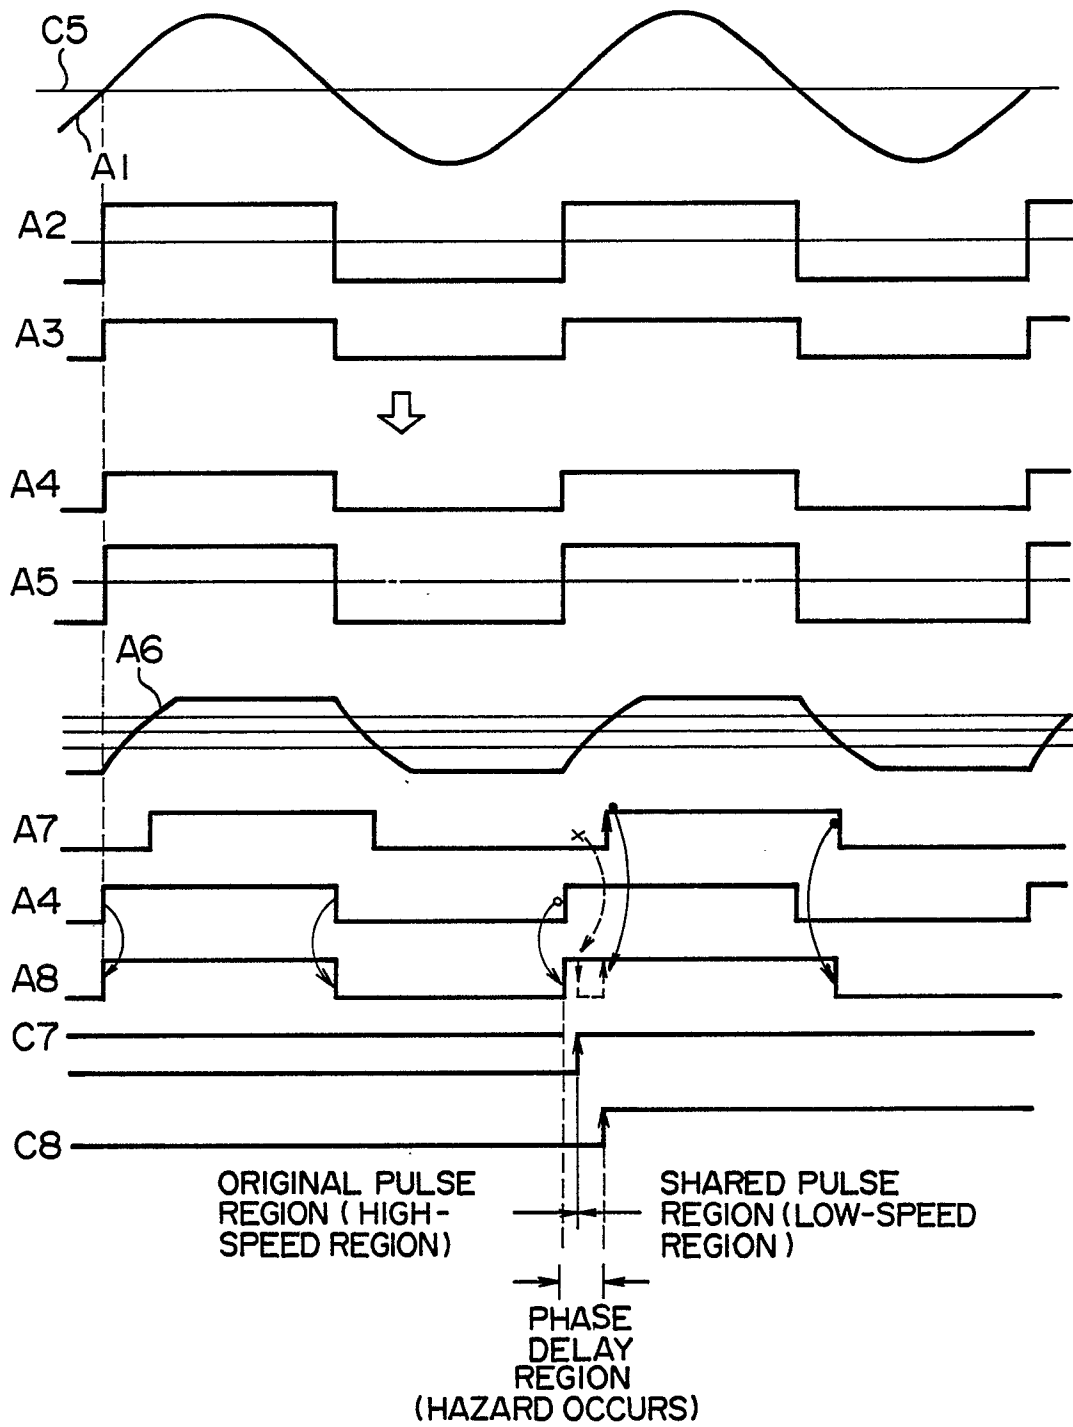 C5
A1
A2
A3
A4
A5
A6
A7
A4
A8
C7
C8
ORIGINAL PULSE
REGION (HIGH-
SPEED REGION)
SHARED PULSE
REGION (LOW-SPEED
REGION)
PHASE
DELAY
REGION
(HAZARD OCCURS)